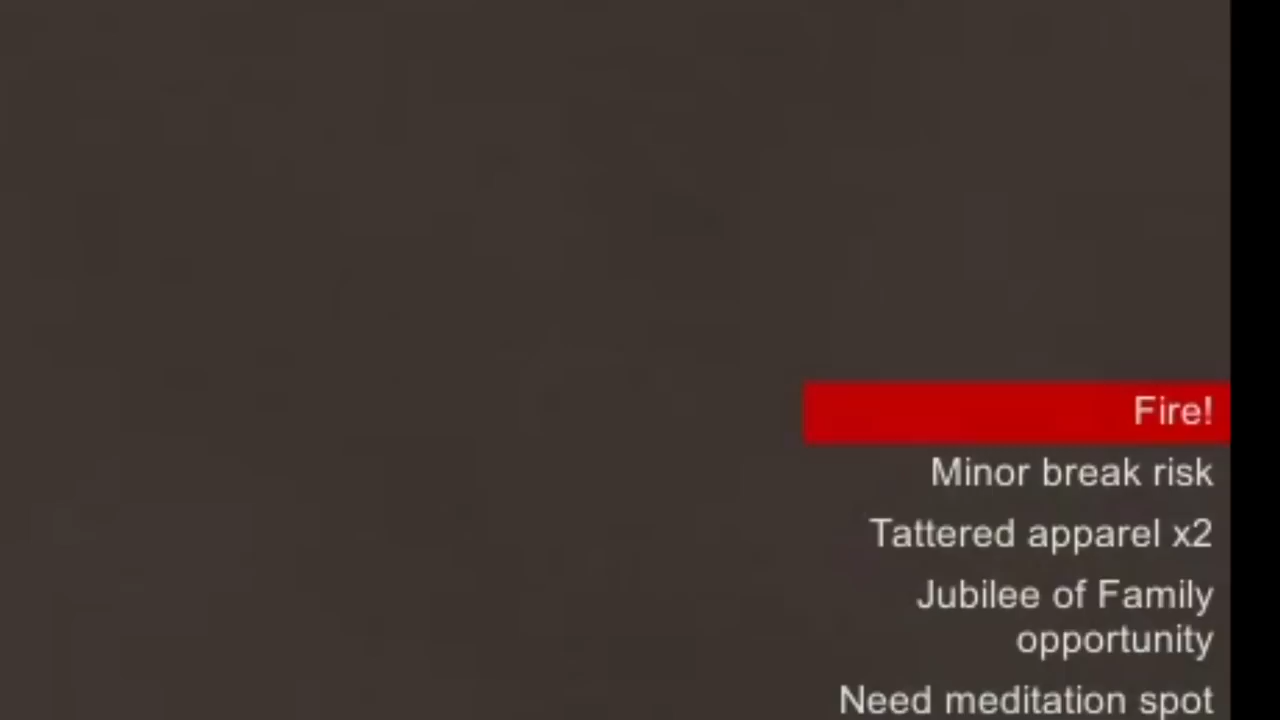 Fire!
Minor break risk
Tattered apparel x2
Jubilee of Family
opportunity
Need meditation spot